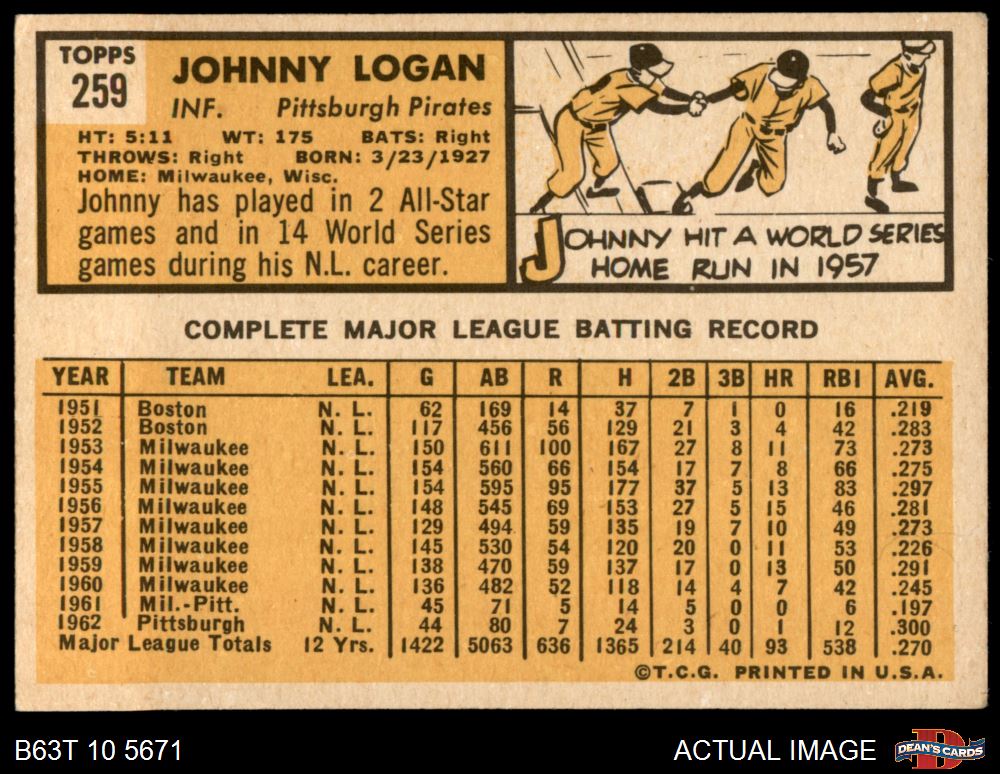 TOPPS
259
JOHNNY LOGAN
INF. Pittsburgh Pirates
HT: 5:11 WT: 175 BATS: Right
THROWS: Right BORN: 3/23/1927
HOME: Milwaukee, Wisc.
Johnny has played in 2 All-Star
games and in 14 World Series
games during his N.L. career.
JOHNNY HIT A WORLD SERIES
HOME RUN IN 1957
COMPLETE MAJOR LEAGUE BATTING RECORD
YEAR TEAM LEA. G AB R H 2B 3B HR RBI AVG.
1951 Boston N. L. 62 169 14 37 7 1 0 16 .219
1952 Boston N. L. 117 456 56 129 21 3 4 42 .283
1953 Milwaukee N. L. 150 611 100 167 27 8 11 73 .273
1954 Milwaukee N. L. 154 560 66 154 17 7 8 66 .275
1955 Milwaukee N. L. 154 595 95 177 37 5 13 83 .297
1956 Milwaukee N. L. 148 545 69 153 27 5 15 46 .281
1957 Milwaukee N. L. 129 494 59 135 19 7 10 49 .273
1958 Milwaukee N. L. 145 530 54 120 20 0 11 53 .226
1959 Milwaukee N. L. 138 470 59 137 17 0 13 50 .291
1960 Milwaukee N. L. 136 482 52 118 14 4 7 42 .245
1961 Mil.-Pitt. N. L. 45 71 5 14 5 0 0 6 .197
1962 Pittsburgh N. L. 44 80 7 24 3 0 1 12 .300
Major League Totals 12 Yrs. 1422 5063 636 1365 214 40 93 538 .270
©T.C.G. PRINTED IN U.S.A.
B63T 10 5671
ACTUAL IMAGE
DEAN'S CARDS